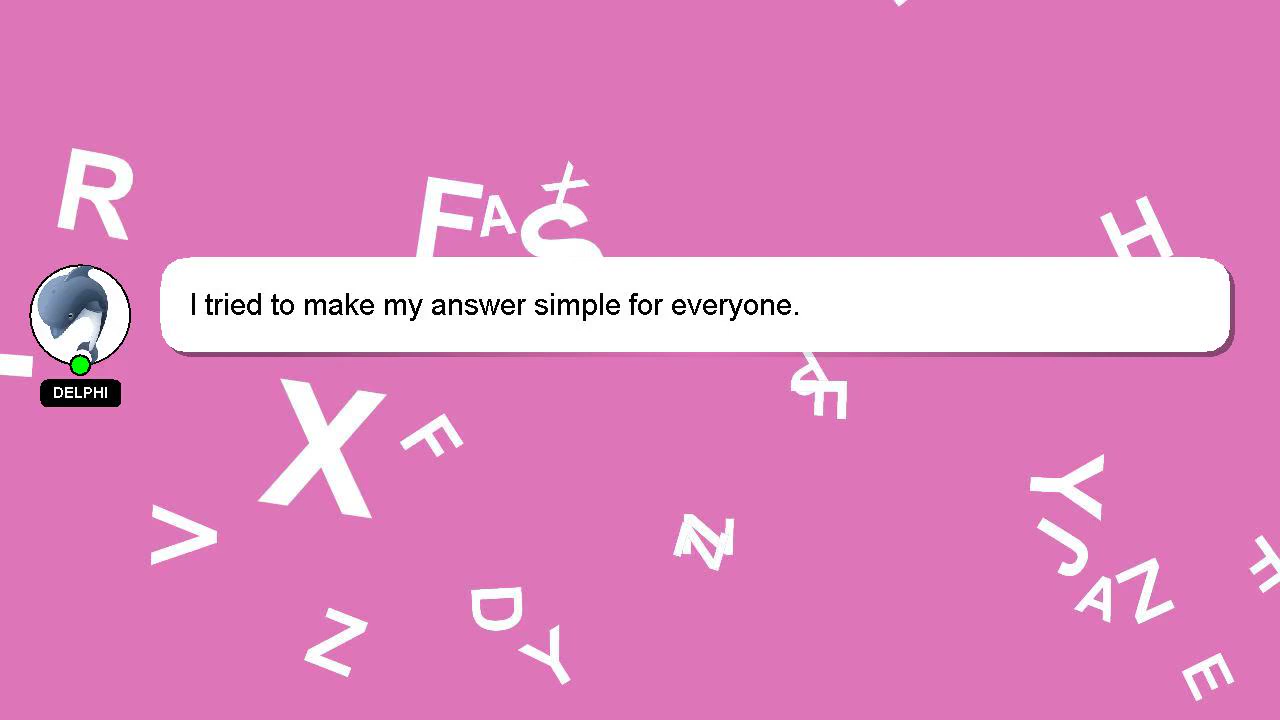 R
F
A
X
S
H
I tried to make my answer simple for everyone.
DELPHI
R
F
X
F
Y
V
N
Z
J
A
Z
F
D
Y
N
E